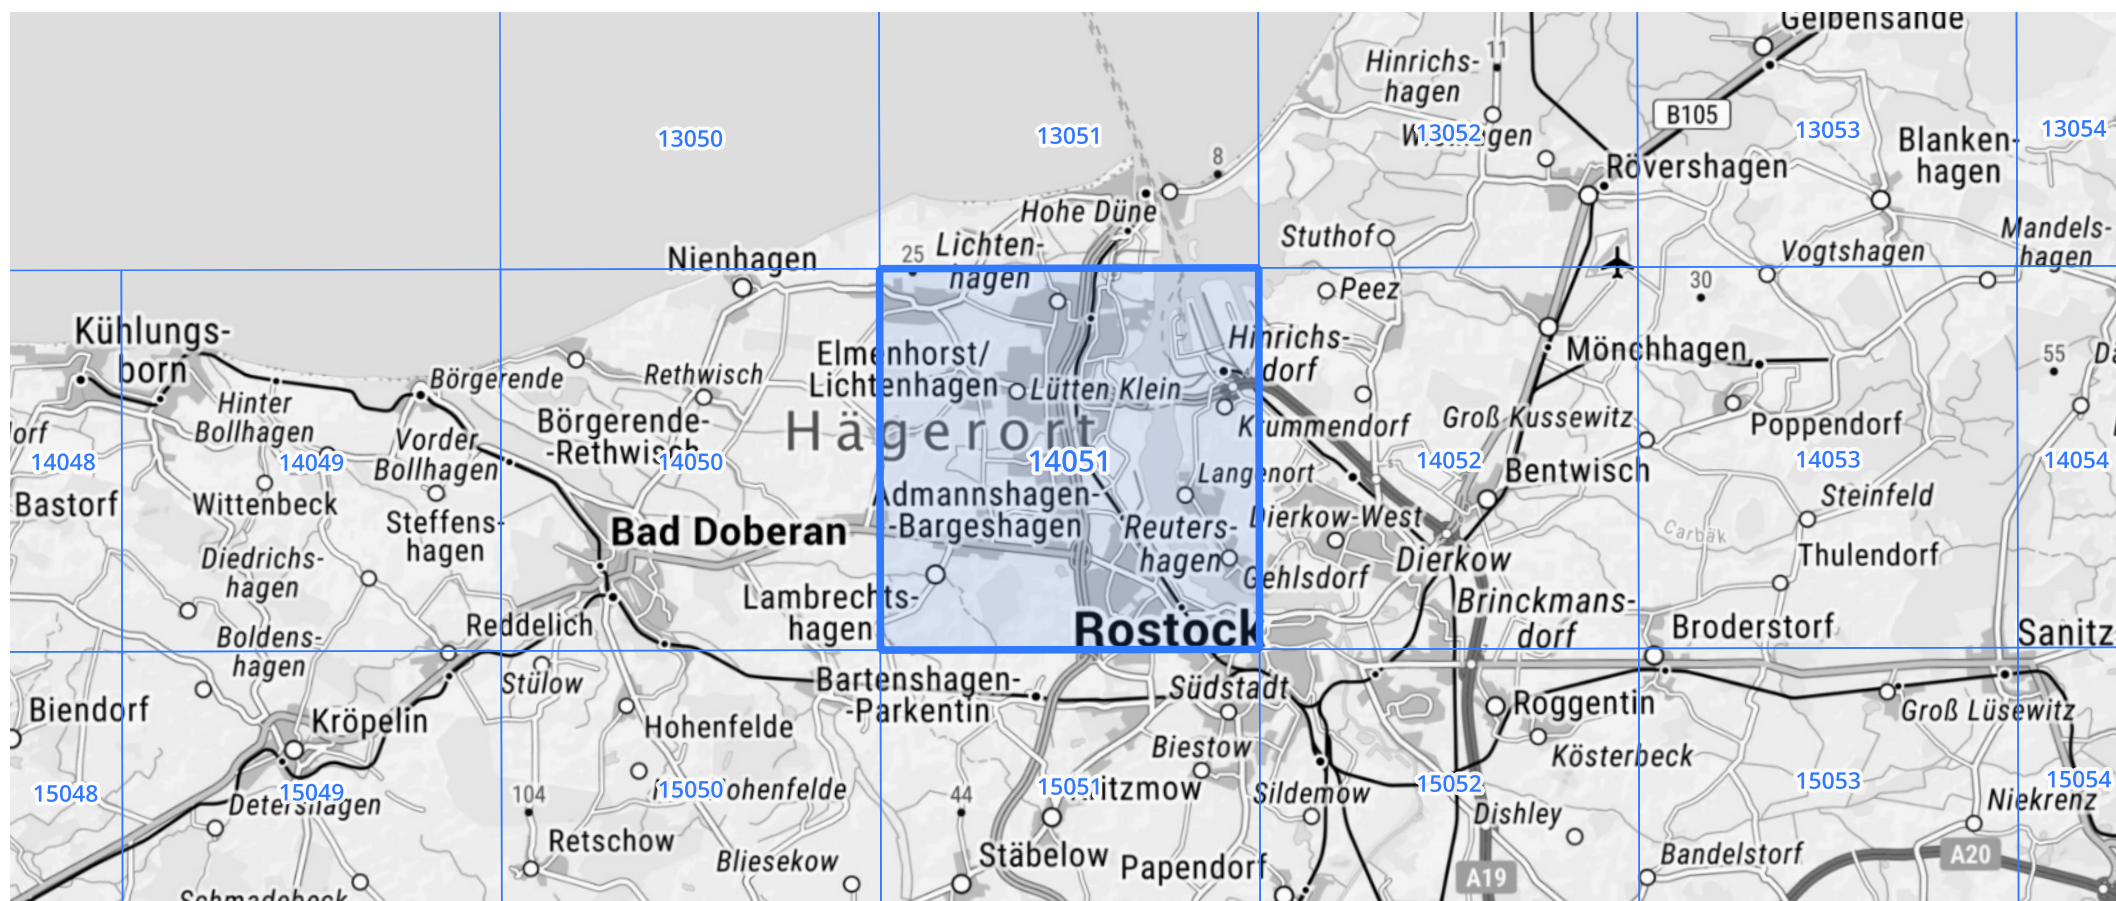 Gelbensande
11
Hinrichs-
hagen
B105
13050
13051
13052
13053
13054
Blanken-
hagen
8
Rövershagen
Hohe Düne
Stuthof
Mandels-
hagen
Vogtshagen
Nienhagen
25
Lichten-
hagen
Peez
30
Kühlungs-
born
Hinrichs-
dorf
Mönchhagen
55
Elmenhorst/
Lichtenhagen
Lütten Klein
Börgerende
Rethwisch
Hinter
Bollhagen
Börgerende-
-Rethwisch
Hägerort
Krummendorf
Groß Kussewitz
Poppendorf
Vorder
Bollhagen
14048
14049
14050
14051
14052
14053
14054
Langenort
Bentwisch
Bastorf
Wittenbeck
Admannshagen-
-Bargeshagen
Steinfeld
Steffens-
hagen
Bad Doberan
Reuters-
hagen
Dierkow-West
Carbäk
Diedrichs-
hagen
Dierkow
Thulendorf
Gehlsdorf
Lambrechts-
hagen
Brinckmans-
dorf
Reddelich
Boldens-
hagen
Rostock
Broderstorf
Sanitz
Stülow
Bartenshagen-
-Parkentin
Südstadt
Biendorf
Kröpelin
Hohenfelde
Roggentin
Groß Lüsewitz
Biestow
Kösterbeck
15048
15049
15050
15051
15052
15053
15054
Detershagen
104
44
Sildemow
Dishley
Niekrenz
Retschow
Bliesekow
Stäbelow
Papendorf
Bandelstorf
A20
A19
Schmadebeck